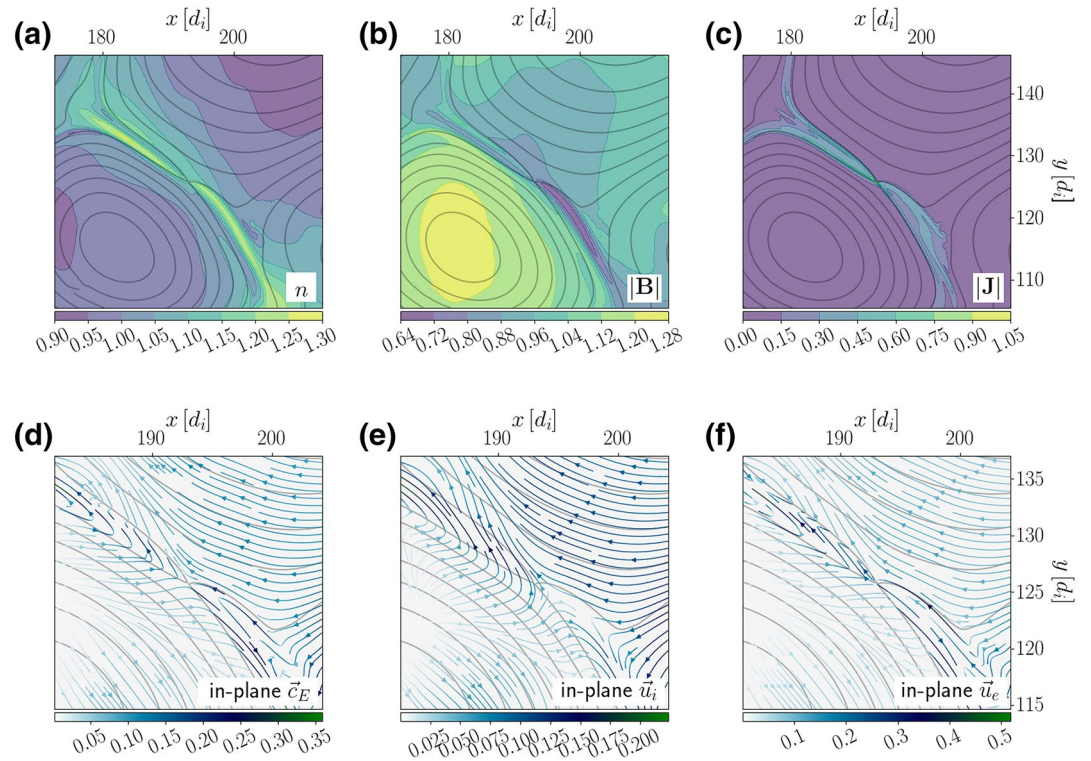 x [d_i] x [d_i] x [d_i]
(a) 180 200 (b) 180 200 (c) 180 200
140
130
y [d_i]
120
110
n |B| |J|
0.90 0.95 1.00 1.05 1.10 1.15 1.20 1.25 1.30 0.64 0.72 0.80 0.88 0.96 1.04 1.12 1.20 1.28 0.00 0.15 0.30 0.45 0.60 0.75 0.90 1.05
x [d_i] x [d_i] x [d_i]
(d) 190 200 (e) 190 200 (f) 190 200
135
130
y [d_i]
125
120
115
in-plane c⃗_E in-plane u⃗_i in-plane u⃗_e
0.05 0.10 0.15 0.20 0.25 0.30 0.35 0.025 0.050 0.075 0.100 0.125 0.150 0.175 0.200 0.1 0.2 0.3 0.4 0.5